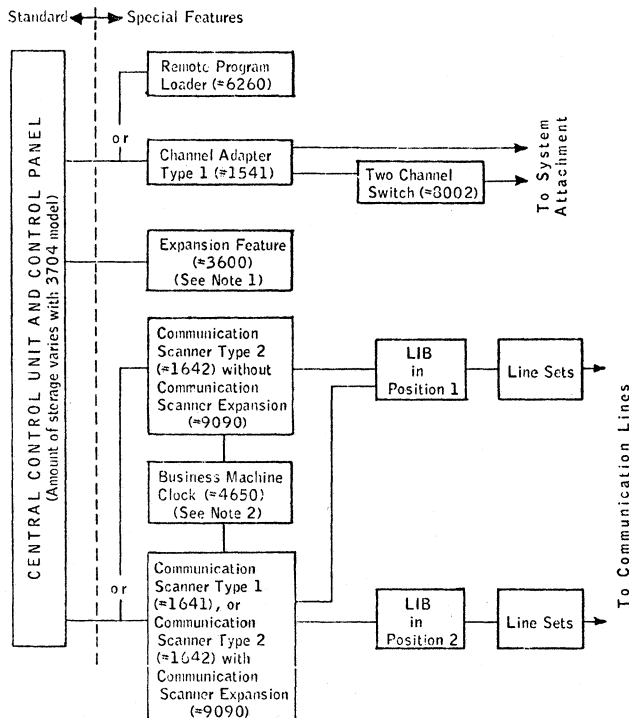 Standard
Special Features
CENTRAL CONTROL UNIT AND CONTROL PANEL
(Amount of storage varies with 3704 model)
Remote Program
Loader (#6260)
or
Channel Adapter
Type 1 (#1541)
Two Channel
Switch (#8002)
To System
Attachment
Expansion Feature
(#3600)
(See Note 1)
Communication
Scanner Type 2
(#1642) without
Communication
Scanner Expansion
(#9090)
LIB
in
Position 1
Line Sets
Business Machine
Clock (#4650)
(See Note 2)
or
Communication
Scanner Type 1
(#1641), or
Communication
Scanner Type 2
(#1642) with
Communication
Scanner Expansion
(#9090)
LIB
in
Position 2
Line Sets
To Communication Lines